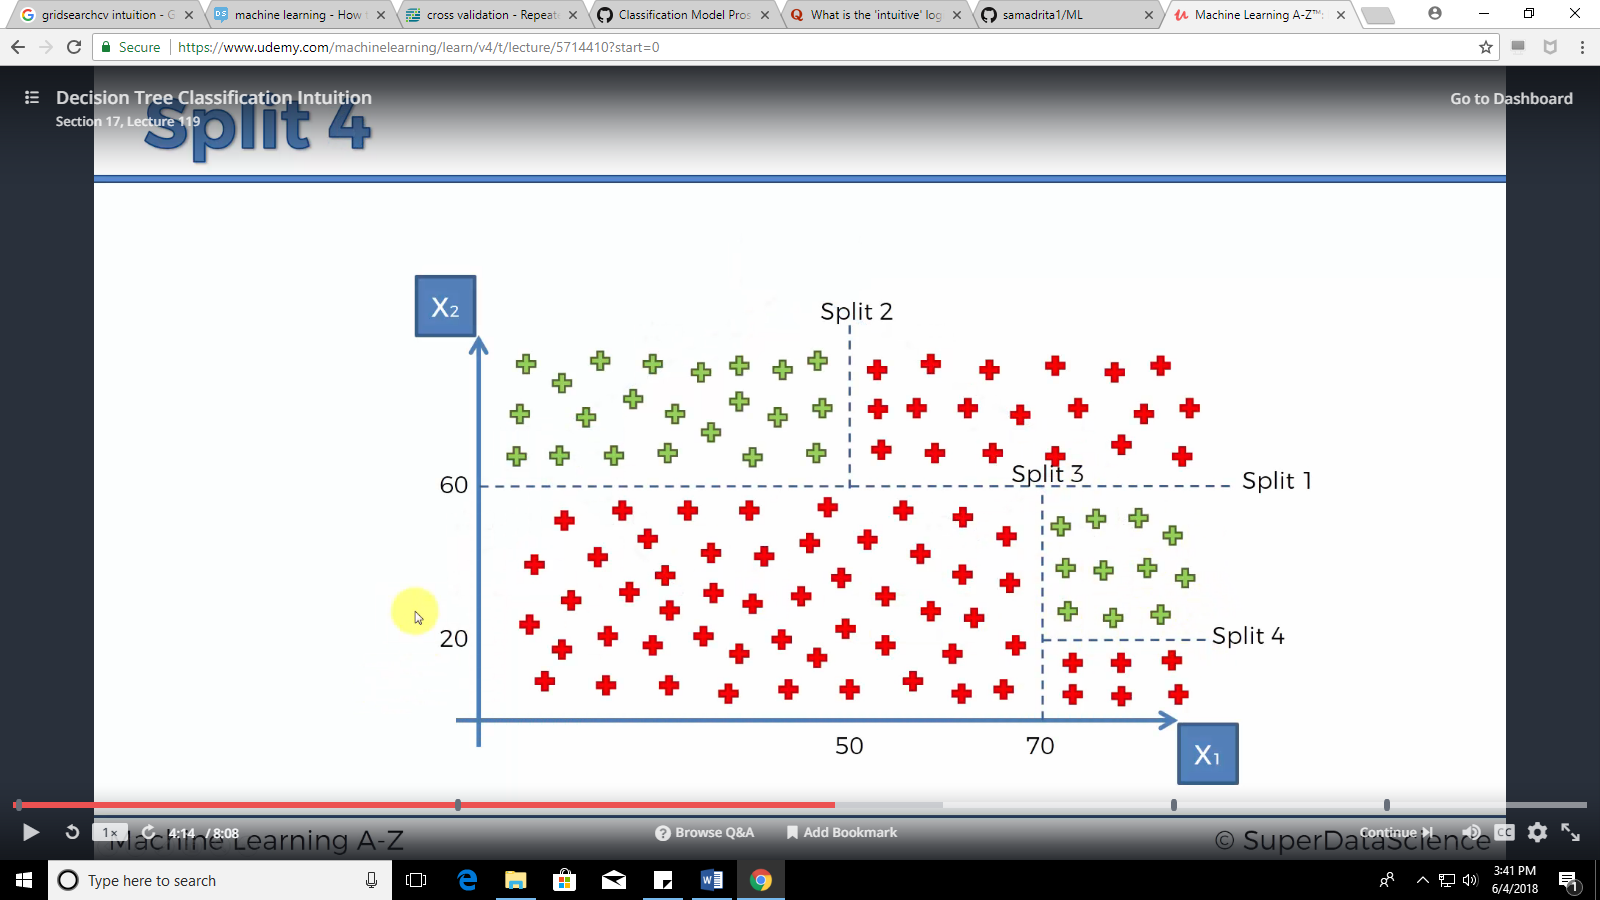 gridsearchcv intuition - G
machine learning - How t
cross validation - Repeat
Classification Model Pros
What is the 'intuitive' log
samadrita1/ML
Machine Learning A-Z™:
Secure https://www.udemy.com/machinelearning/learn/v4/t/lecture/5714410?start=0
Decision Tree Classification Intuition
Go to Dashboard
Section 17, Lecture 119
Split 4
X2
Split 2
Split 3
60
Split 1
20
Split 4
50
70
X1
1x
4:14 / 8:08
Browse Q&A
Add Bookmark
Continue
CC
Machine Learning A-Z
© SuperDataScience
Type here to search
3:41 PM
6/4/2018
1